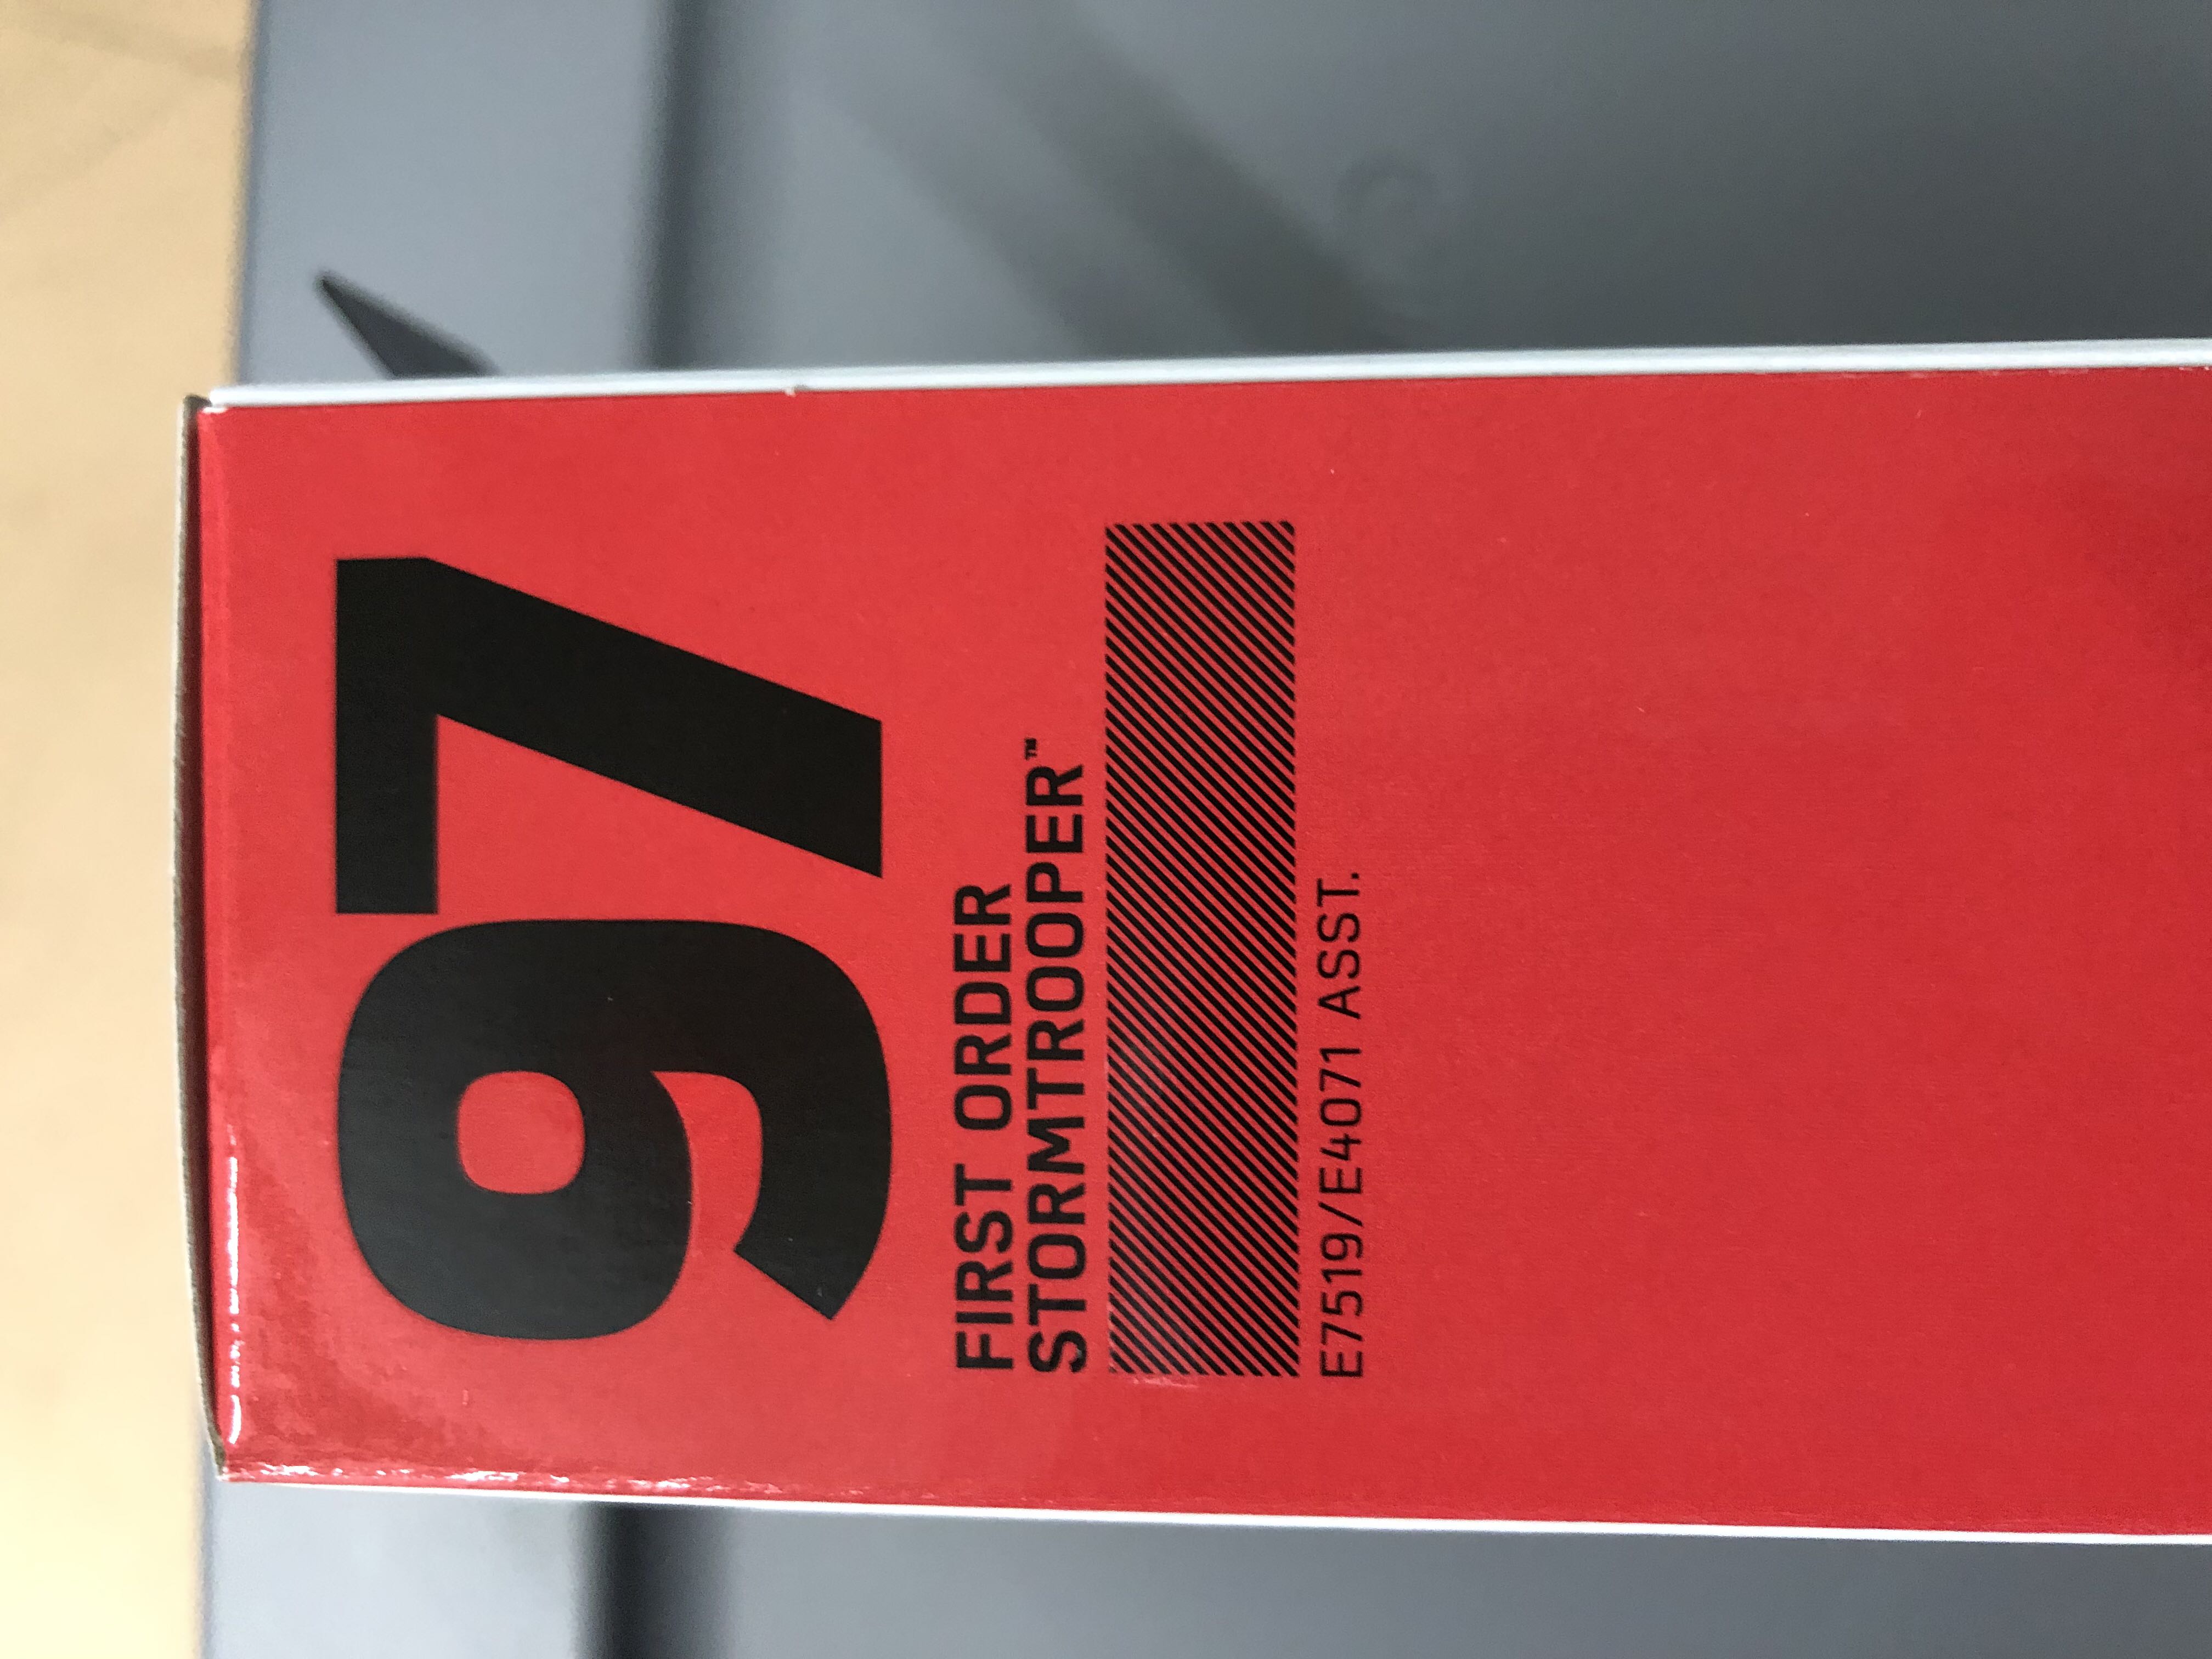 97
FIRST ORDER
STORMTROOPER™
E7519/E4071 ASST.